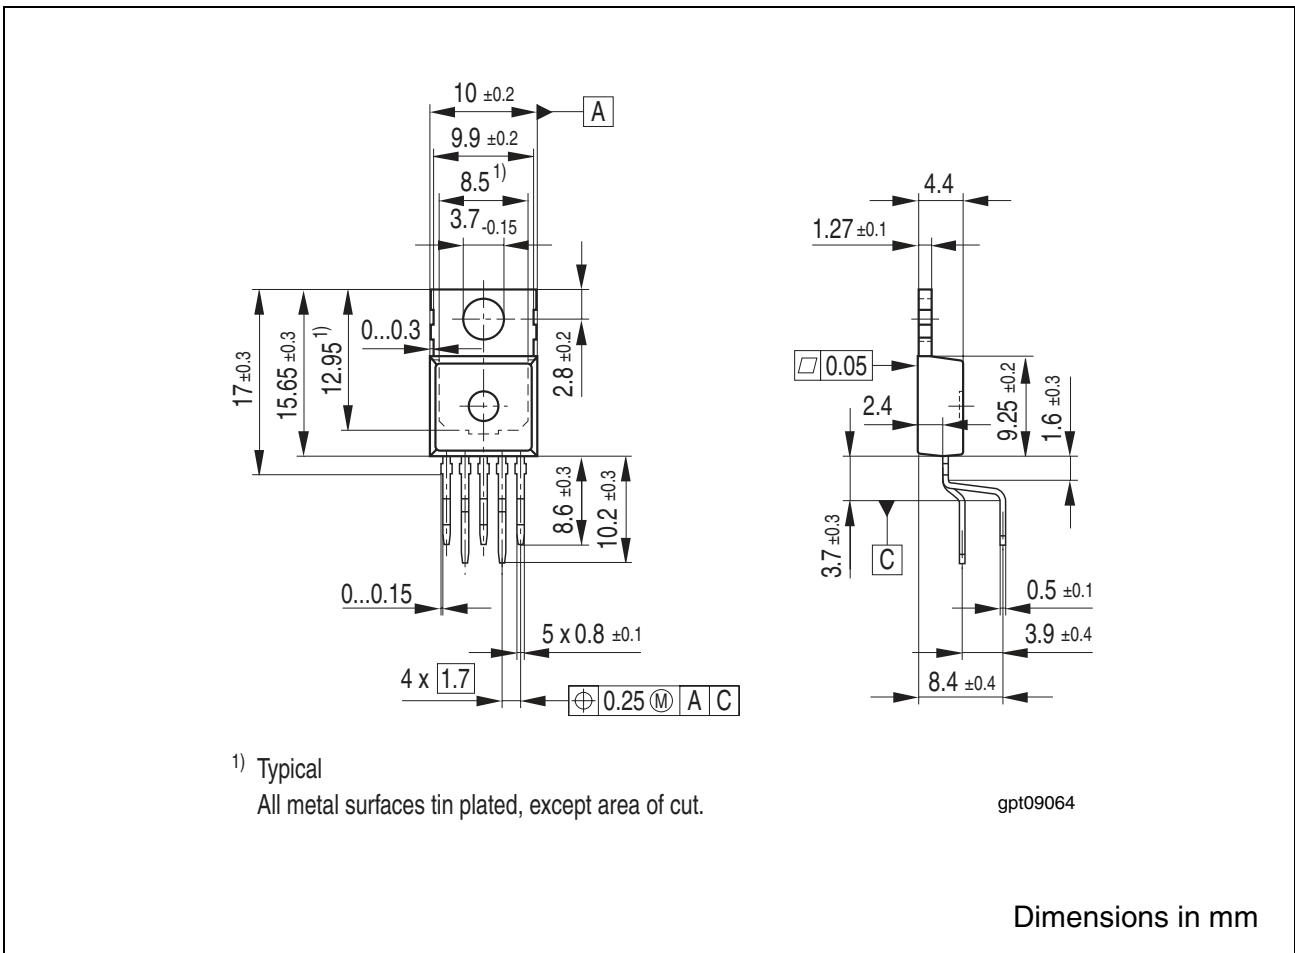 10 ±0.2
A
9.9 ±0.2
8.5 1)
3.7 -0.15
17 ±0.3
15.65 ±0.3
12.95 1)
0...0.3
2.8 ±0.2
8.6 ±0.3
10.2 ±0.3
0...0.15
5 x 0.8 ±0.1
4 x 1.7
0.25 Ⓜ A C
4.4
1.27 ±0.1
0.05
2.4
9.25 ±0.2
1.6 ±0.3
3.7 ±0.3
C
0.5 ±0.1
3.9 ±0.4
8.4 ±0.4
1) Typical
All metal surfaces tin plated, except area of cut.
gpt09064
Dimensions in mm